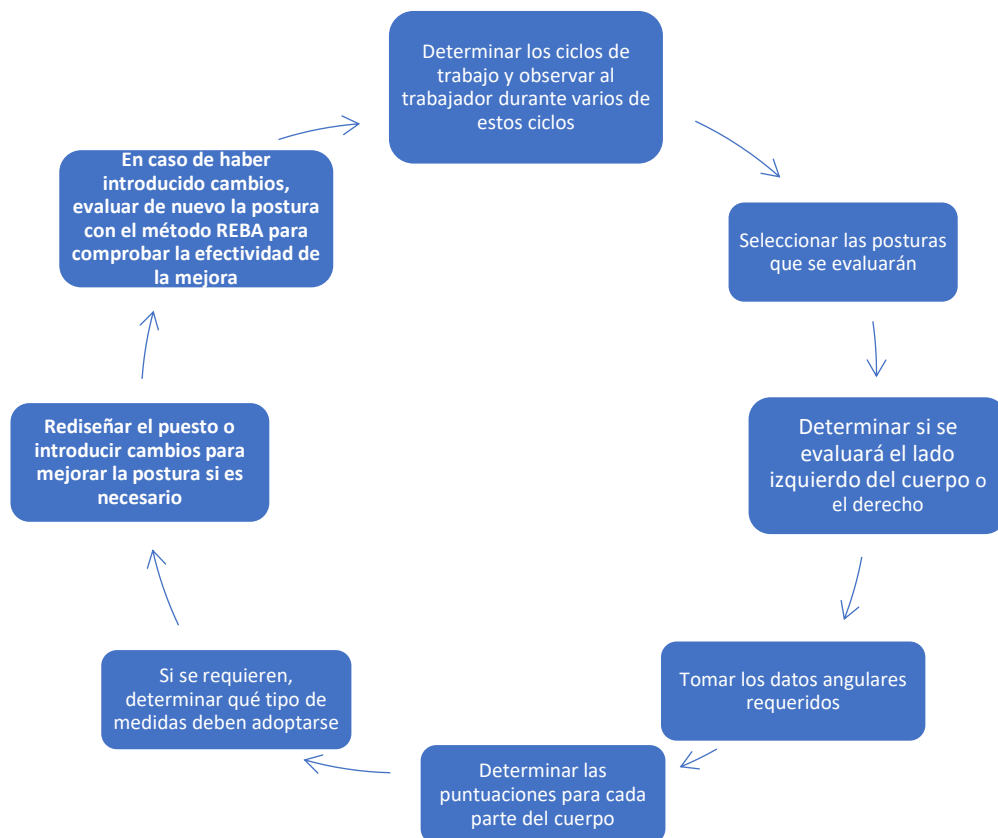 Determinar los ciclos de
trabajo y observar al
trabajador durante varios de
estos ciclos
Seleccionar las posturas
que se evaluarán
Determinar si se
evaluará el lado
izquierdo del cuerpo o
el derecho
Tomar los datos angulares
requeridos
Determinar las
puntuaciones para cada
parte del cuerpo
Si se requieren,
determinar qué tipo de
medidas deben adoptarse
Rediseñar el puesto o
introducir cambios para
mejorar la postura si es
necesario
En caso de haber
introducido cambios,
evaluar de nuevo la postura
con el método REBA para
comprobar la efectividad de
la mejora